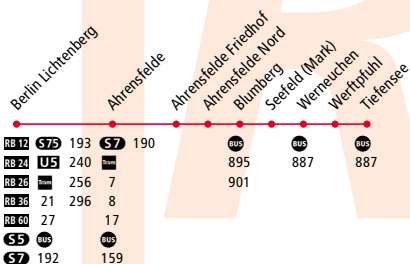 Berlin Lichtenberg
Ahrensfelde
Ahrensfelde Friedhof
Ahrensfelde Nord
Blumberg
Seefeld (Mark)
Werneuchen
Werftpfuhl
Tiefensee
RB 12 S75 193 S7 190 BUS BUS BUS
RB 24 U5 240 Tram 895 887 887
RB 26 Tram 256 7 901
RB 36 21 296 8
RB 60 27 17
S5 BUS BUS
S7 192 159